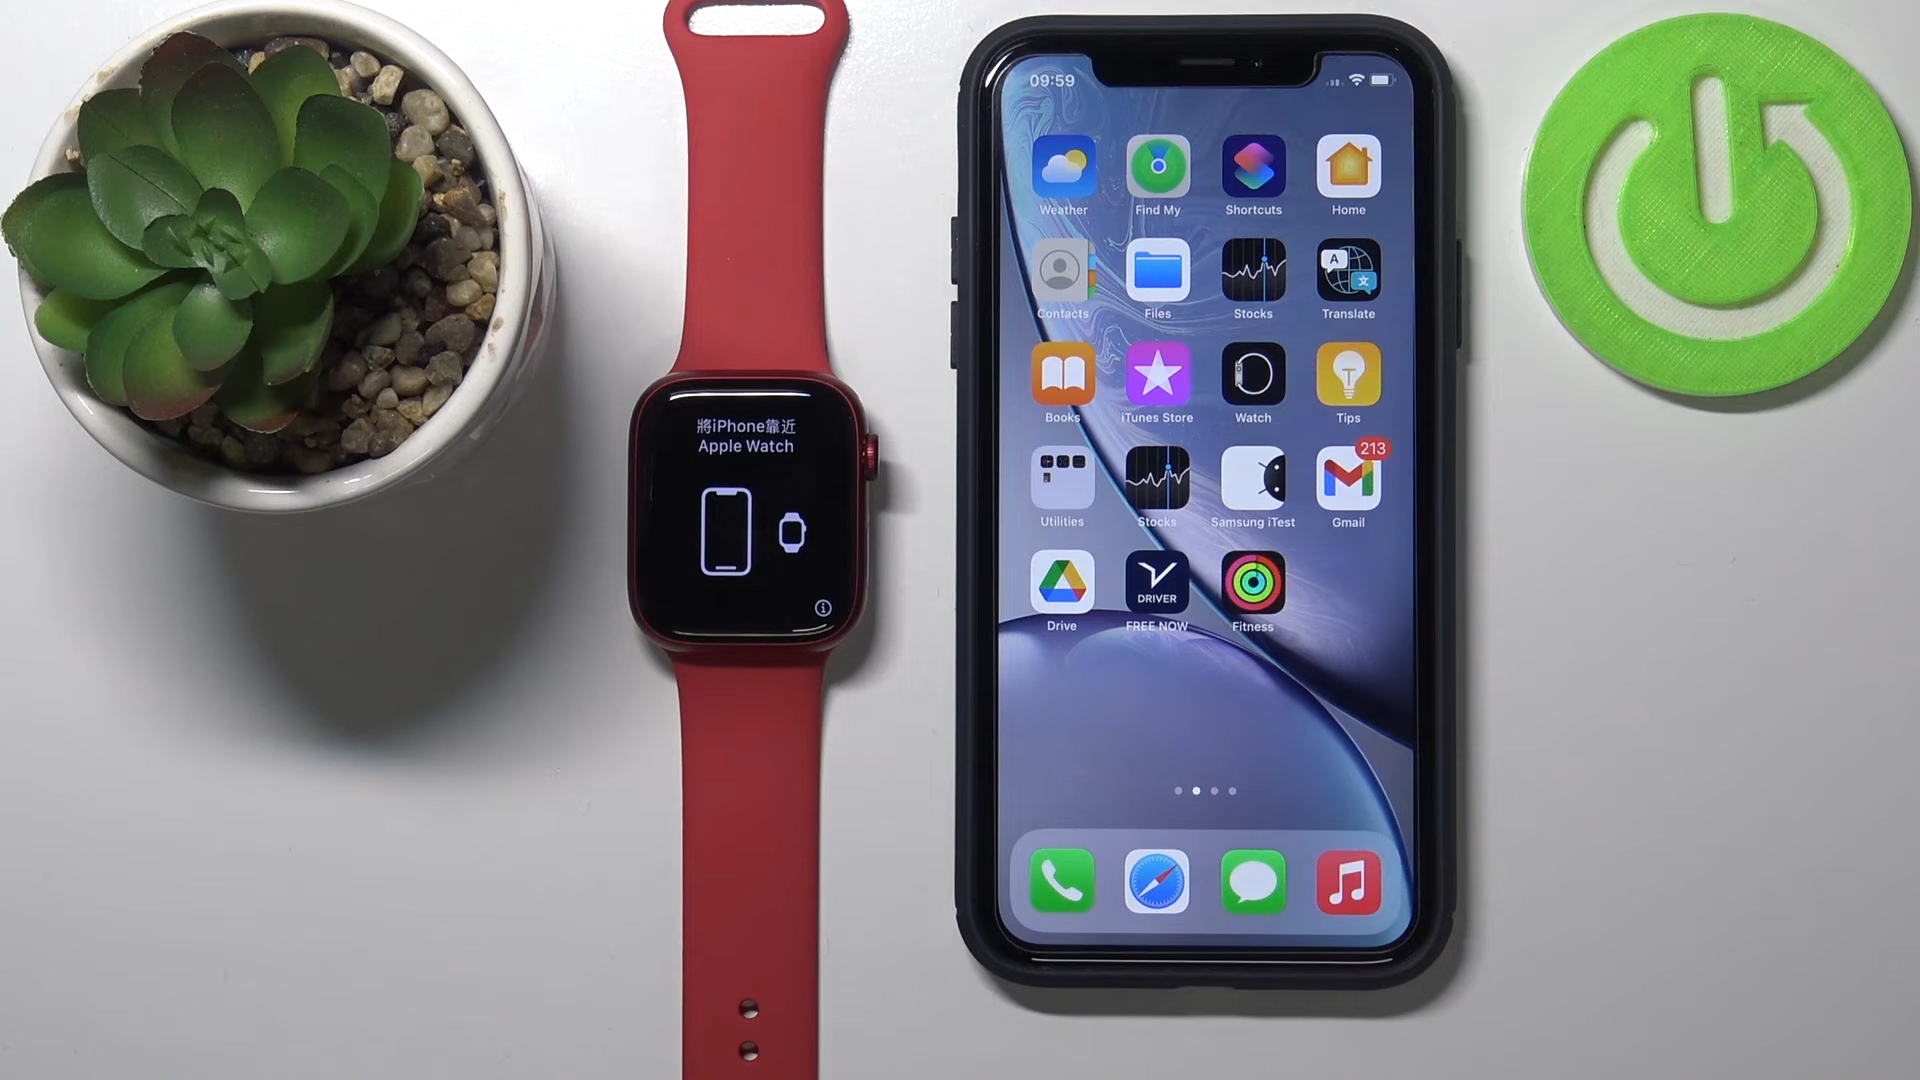 將iPhone靠近
Apple Watch
09:59
Weather
Find My
Shortcuts
Home
Contacts
Files
Stocks
Translate
Books
iTunes Store
Watch
Tips
213
Utilities
Stocks
Samsung iTest
Gmail
DRIVER
Drive
FREE NOW
Fitness